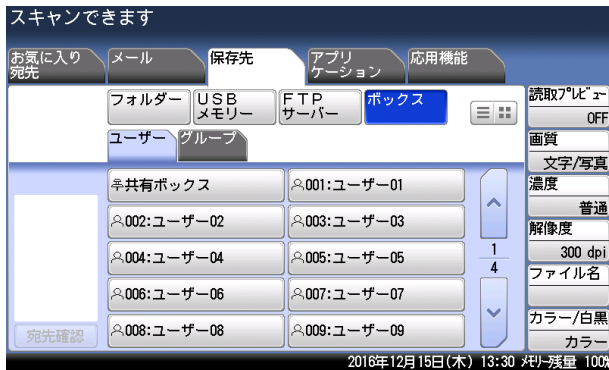 スキャンできます
お気に入り
宛先
メール
保存先
アプリ
ケーション
応用機能
フォルダー
USB
メモリー
FTP
サーバー
ボックス
ユーザー
グループ
共有ボックス
001:ユーザー01
002:ユーザー02
003:ユーザー03
004:ユーザー04
005:ユーザー05
006:ユーザー06
007:ユーザー07
008:ユーザー08
009:ユーザー09
1
4
宛先確認
読取プレビュー
OFF
画質
文字/写真
濃度
普通
解像度
300 dpi
ファイル名
カラー/白黒
カラー
2016年12月15日(木) 13:30 メモリー残量 100%